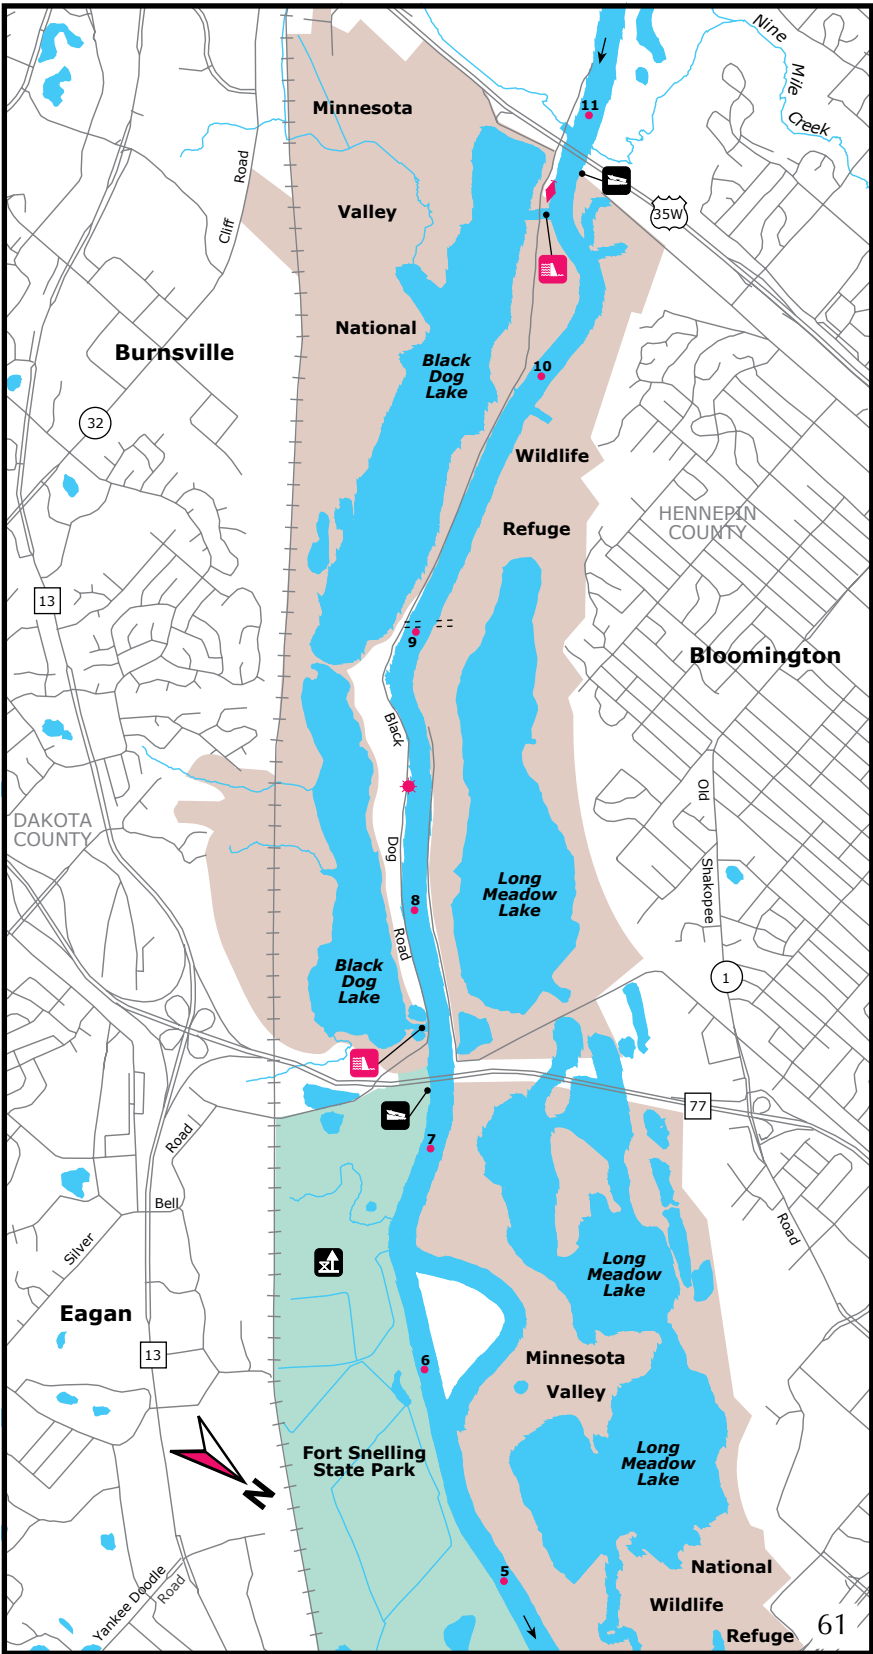 Nine
Mile
Creek
11
Minnesota
Cliff Road
Valley
35W
National
Burnsville
Black
Dog
Lake
10
32
Wildlife
Refuge
HENNEPIN
COUNTY
13
9
Bloomington
Black Dog Road
DAKOTA
COUNTY
Old Shakopee Road
8
Long
Meadow
Lake
Black
Dog
Lake
1
77
7
Road
Bell
Silver
Long
Meadow
Lake
Eagan
13
6
Minnesota
Valley
Fort Snelling
State Park
Long
Meadow
Lake
N
5
National
Yankee Doodle
Road
Wildlife
Refuge
61